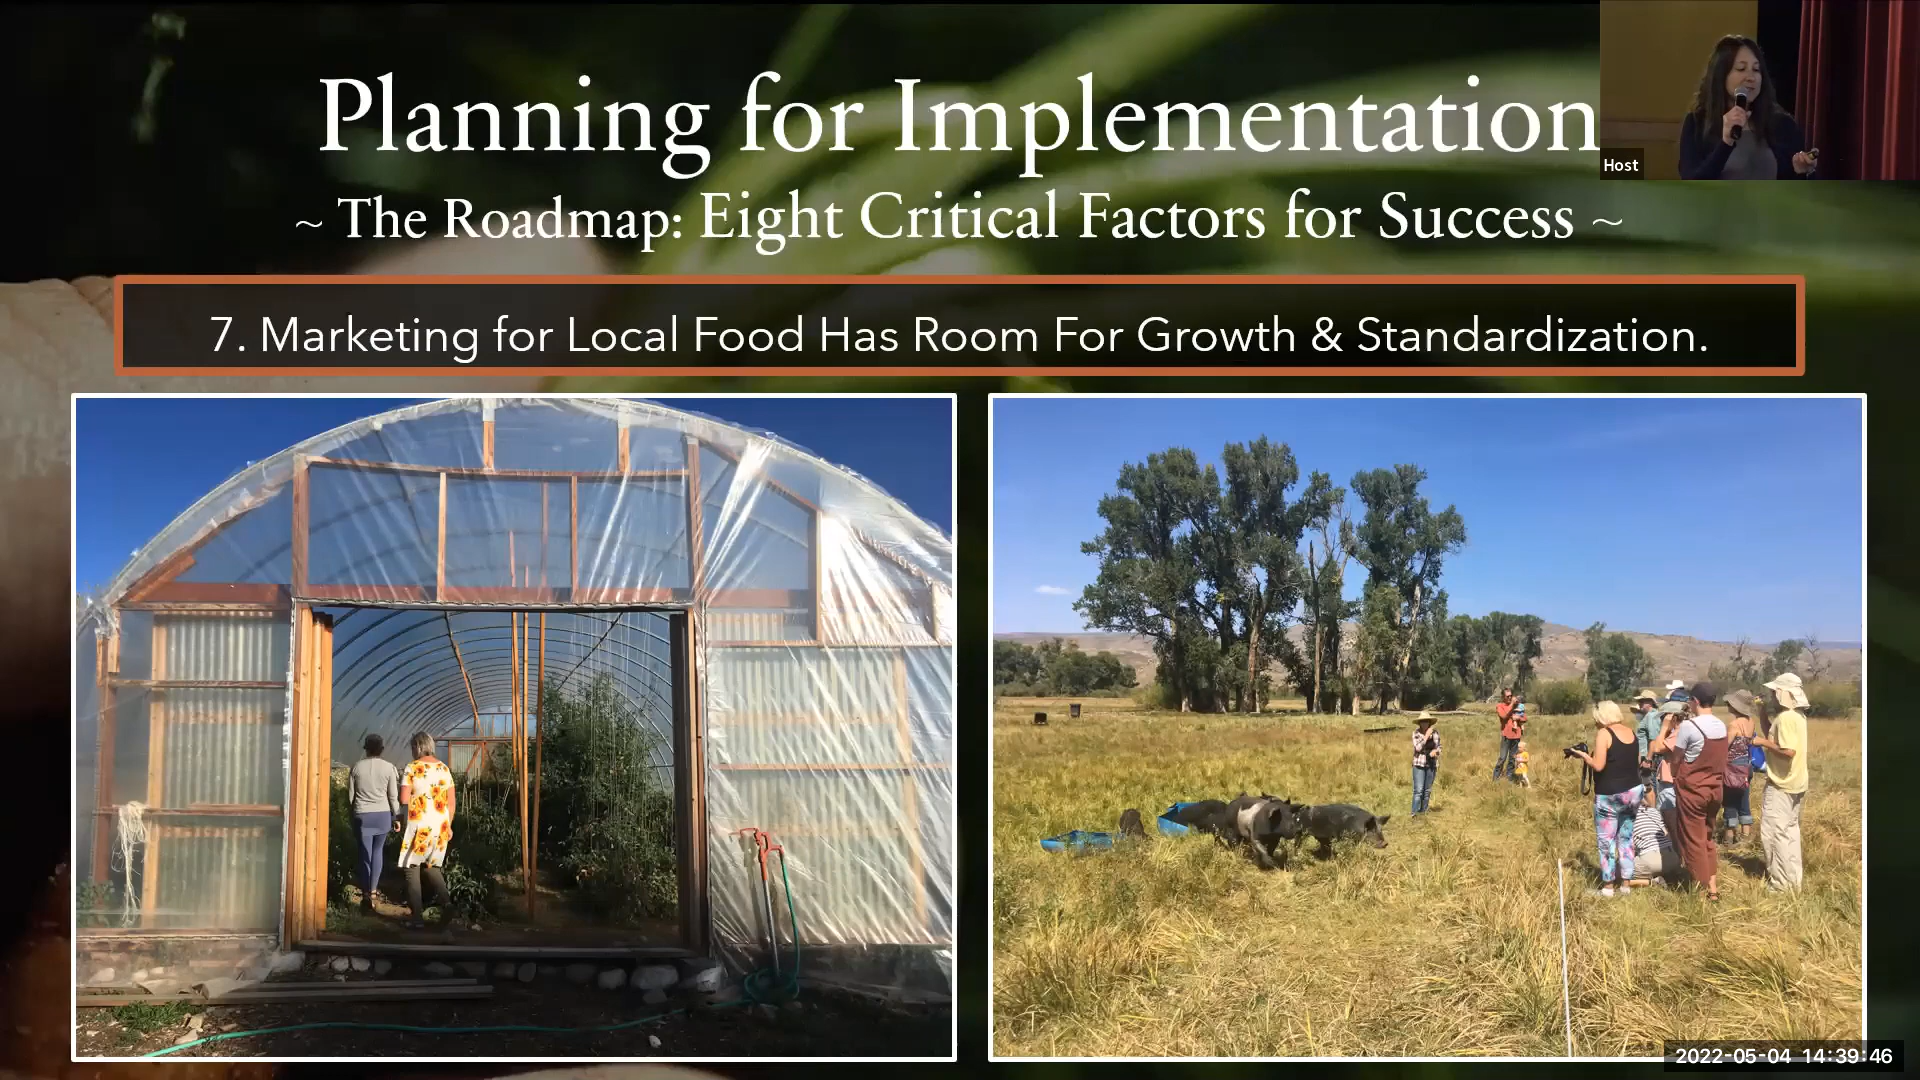 Planning for Implementation
~ The Roadmap: Eight Critical Factors for Success ~
Host
7. Marketing for Local Food Has Room For Growth & Standardization.
2022-05-04 14:39:46